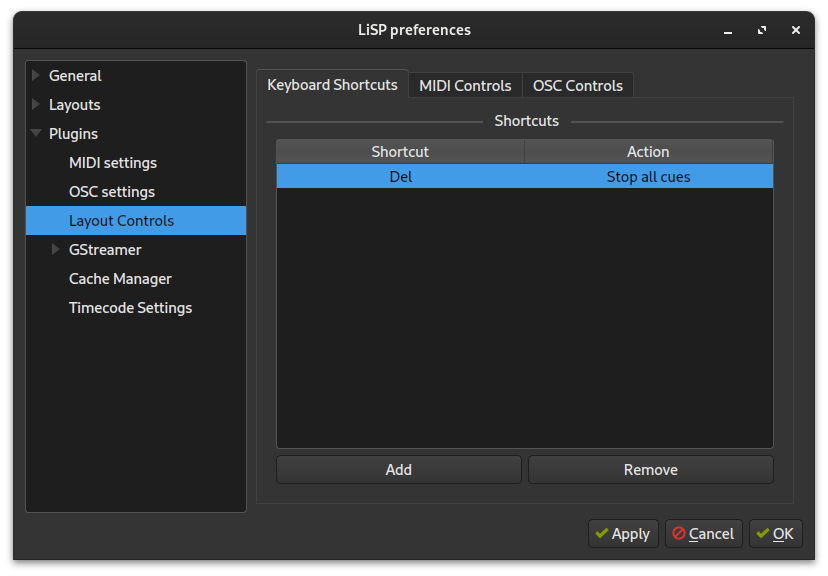 LiSP preferences
General
Layouts
Plugins
MIDI settings
OSC settings
Layout Controls
GStreamer
Cache Manager
Timecode Settings
Keyboard Shortcuts MIDI Controls OSC Controls
Shortcuts
Shortcut Action
Del Stop all cues
Add Remove
Apply Cancel OK